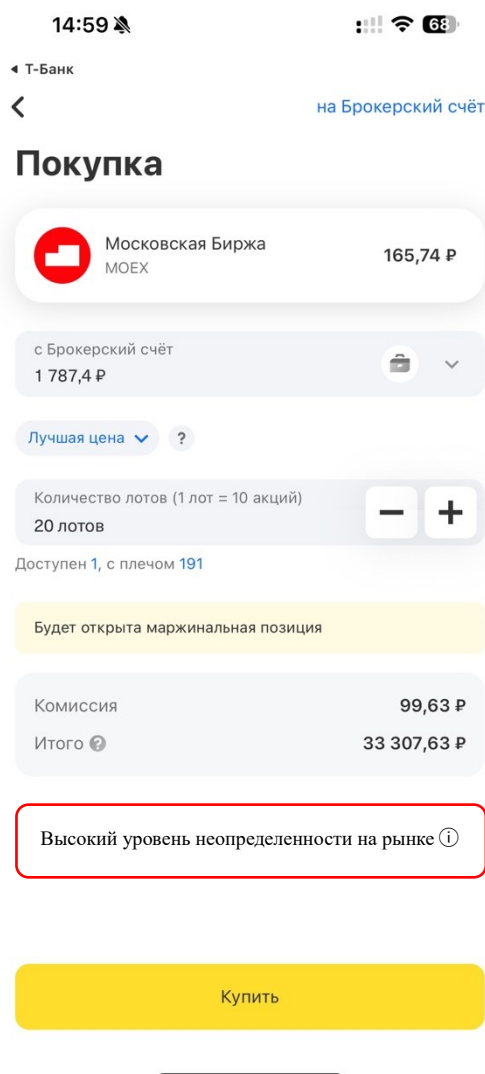 14:59
68
Т-Банк
на Брокерский счёт
Покупка
Московская Биржа
MOEX
165,74 ₽
с Брокерский счёт
1 787,4 ₽
Лучшая цена
?
Количество лотов (1 лот = 10 акций)
20 лотов
Доступен 1, с плечом 191
Будет открыта маржинальная позиция
Комиссия
99,63 ₽
Итого ?
33 307,63 ₽
Высокий уровень неопределенности на рынке ⓘ
Купить